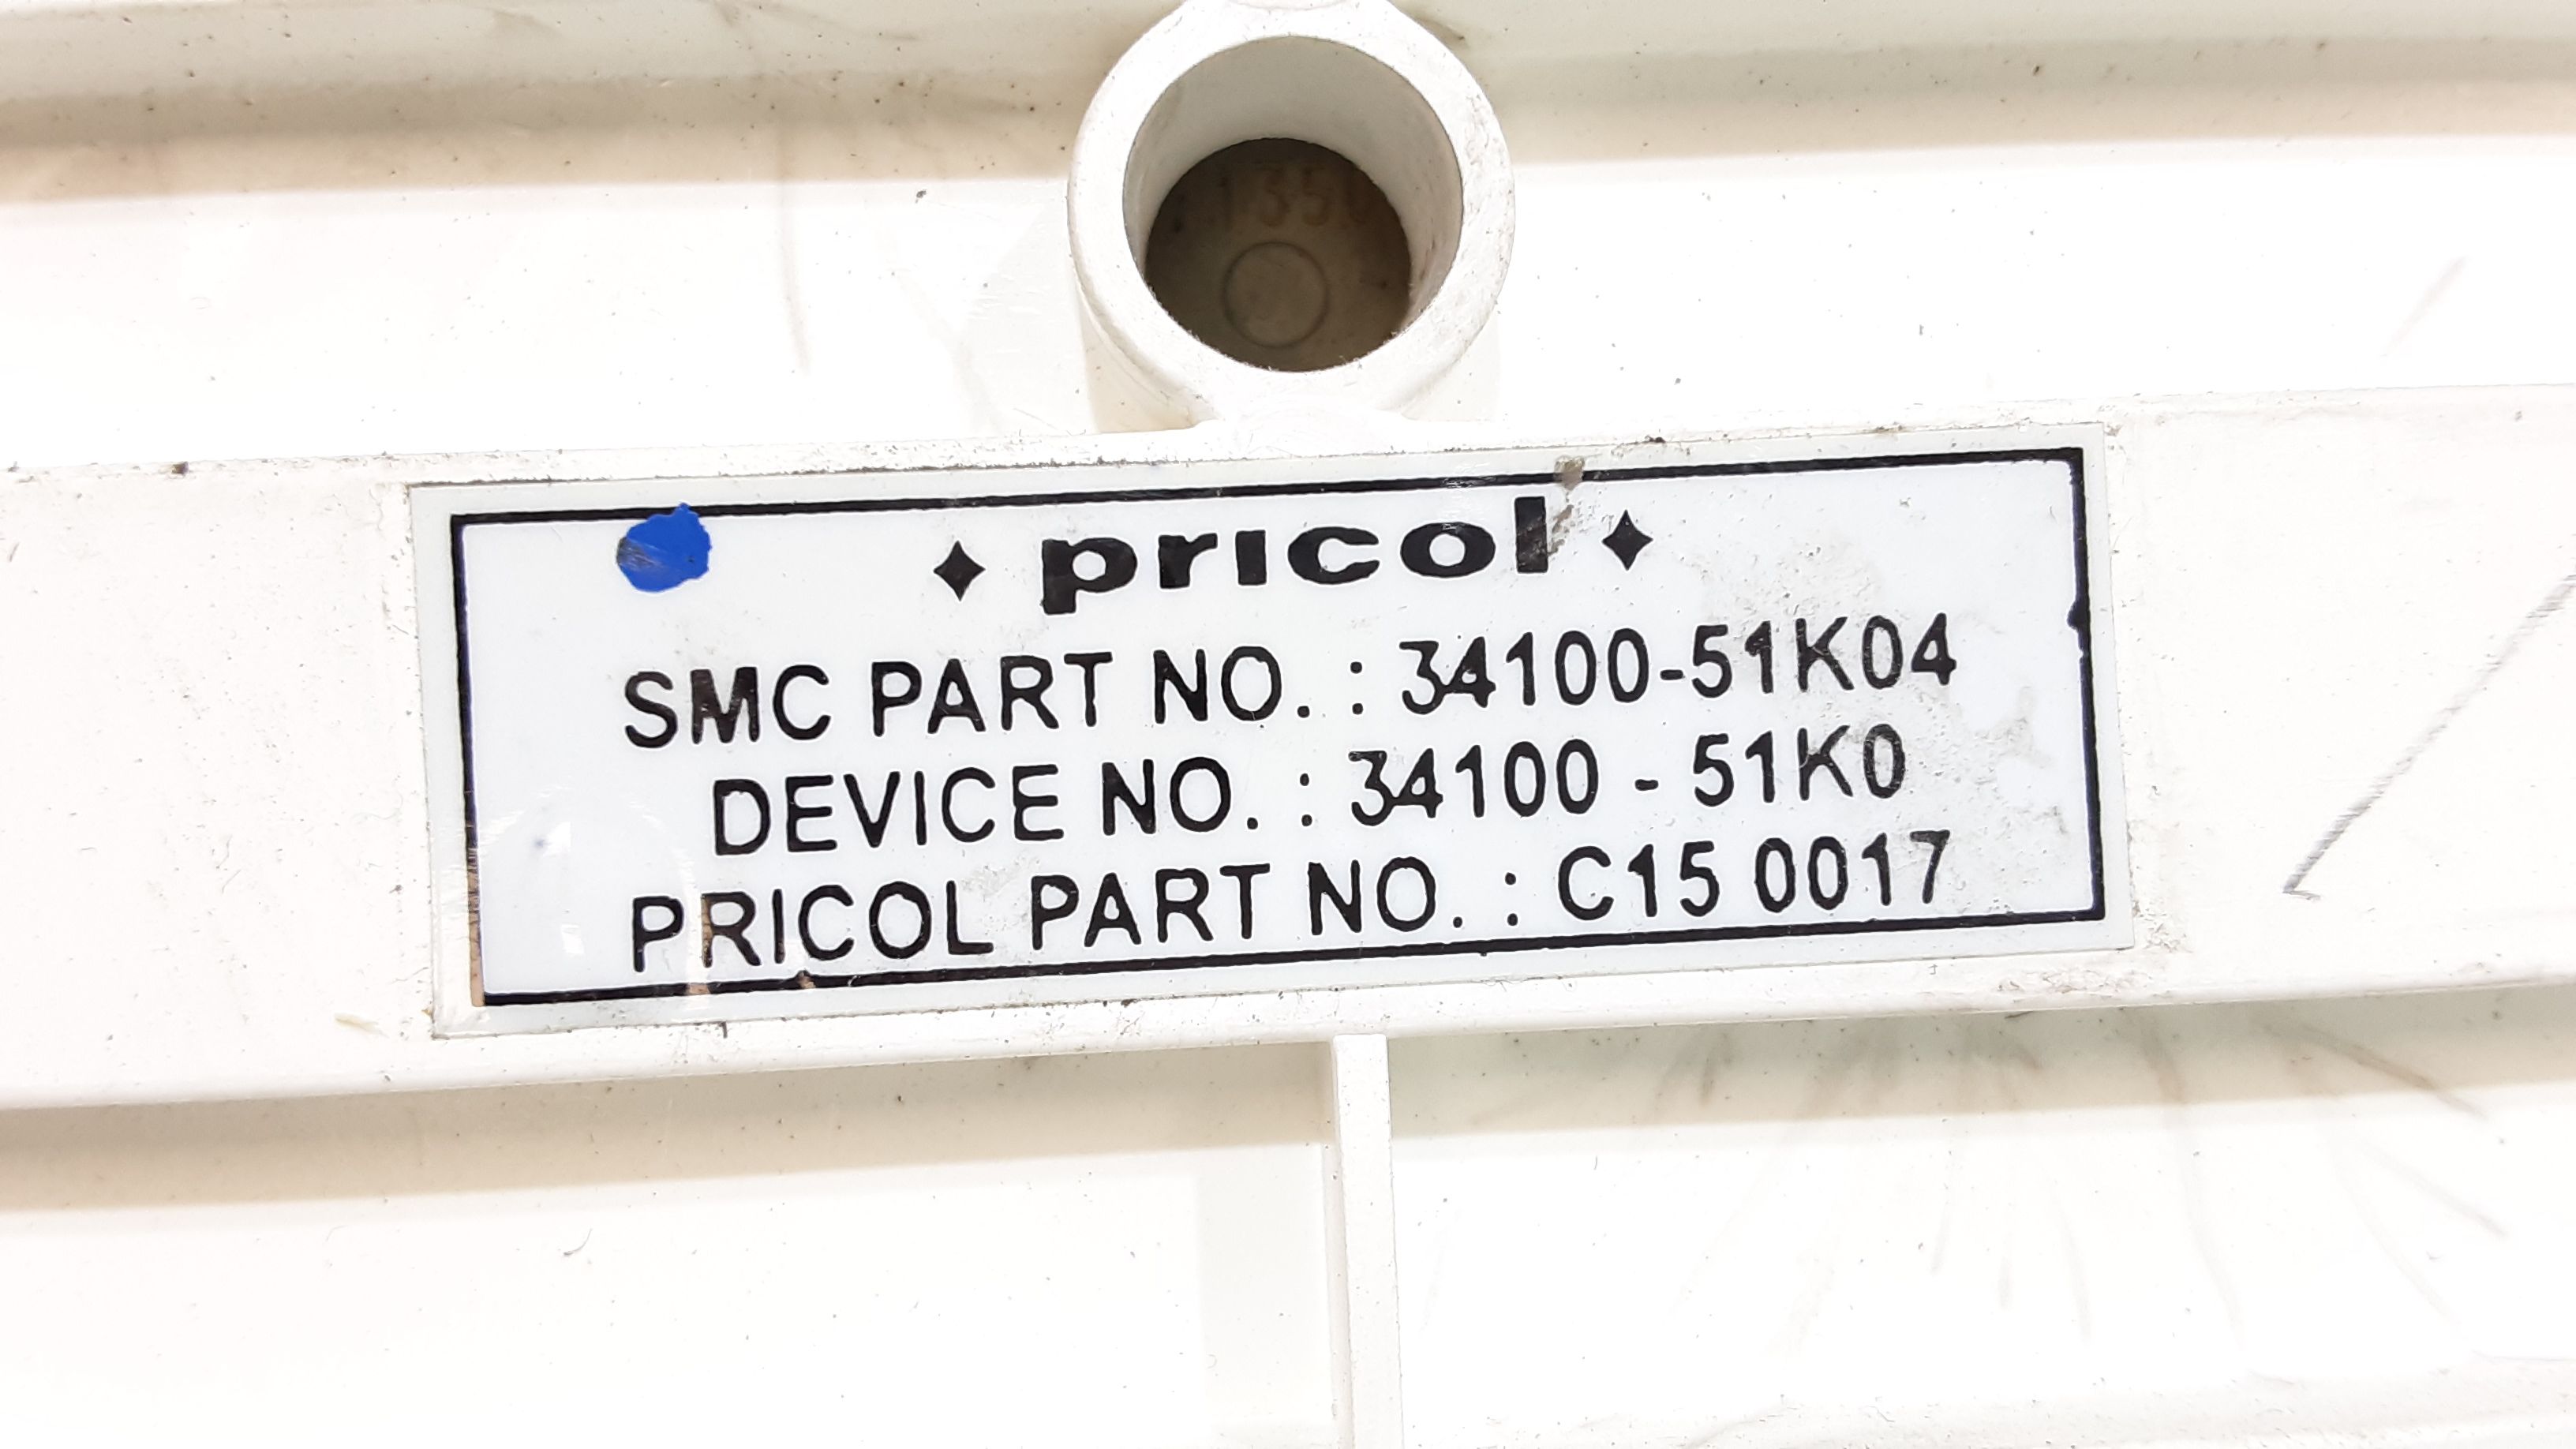 pricol
SMC PART NO. : 34100-51K04
DEVICE NO. : 34100 - 51K0
PRICOL PART NO. : C15 0017